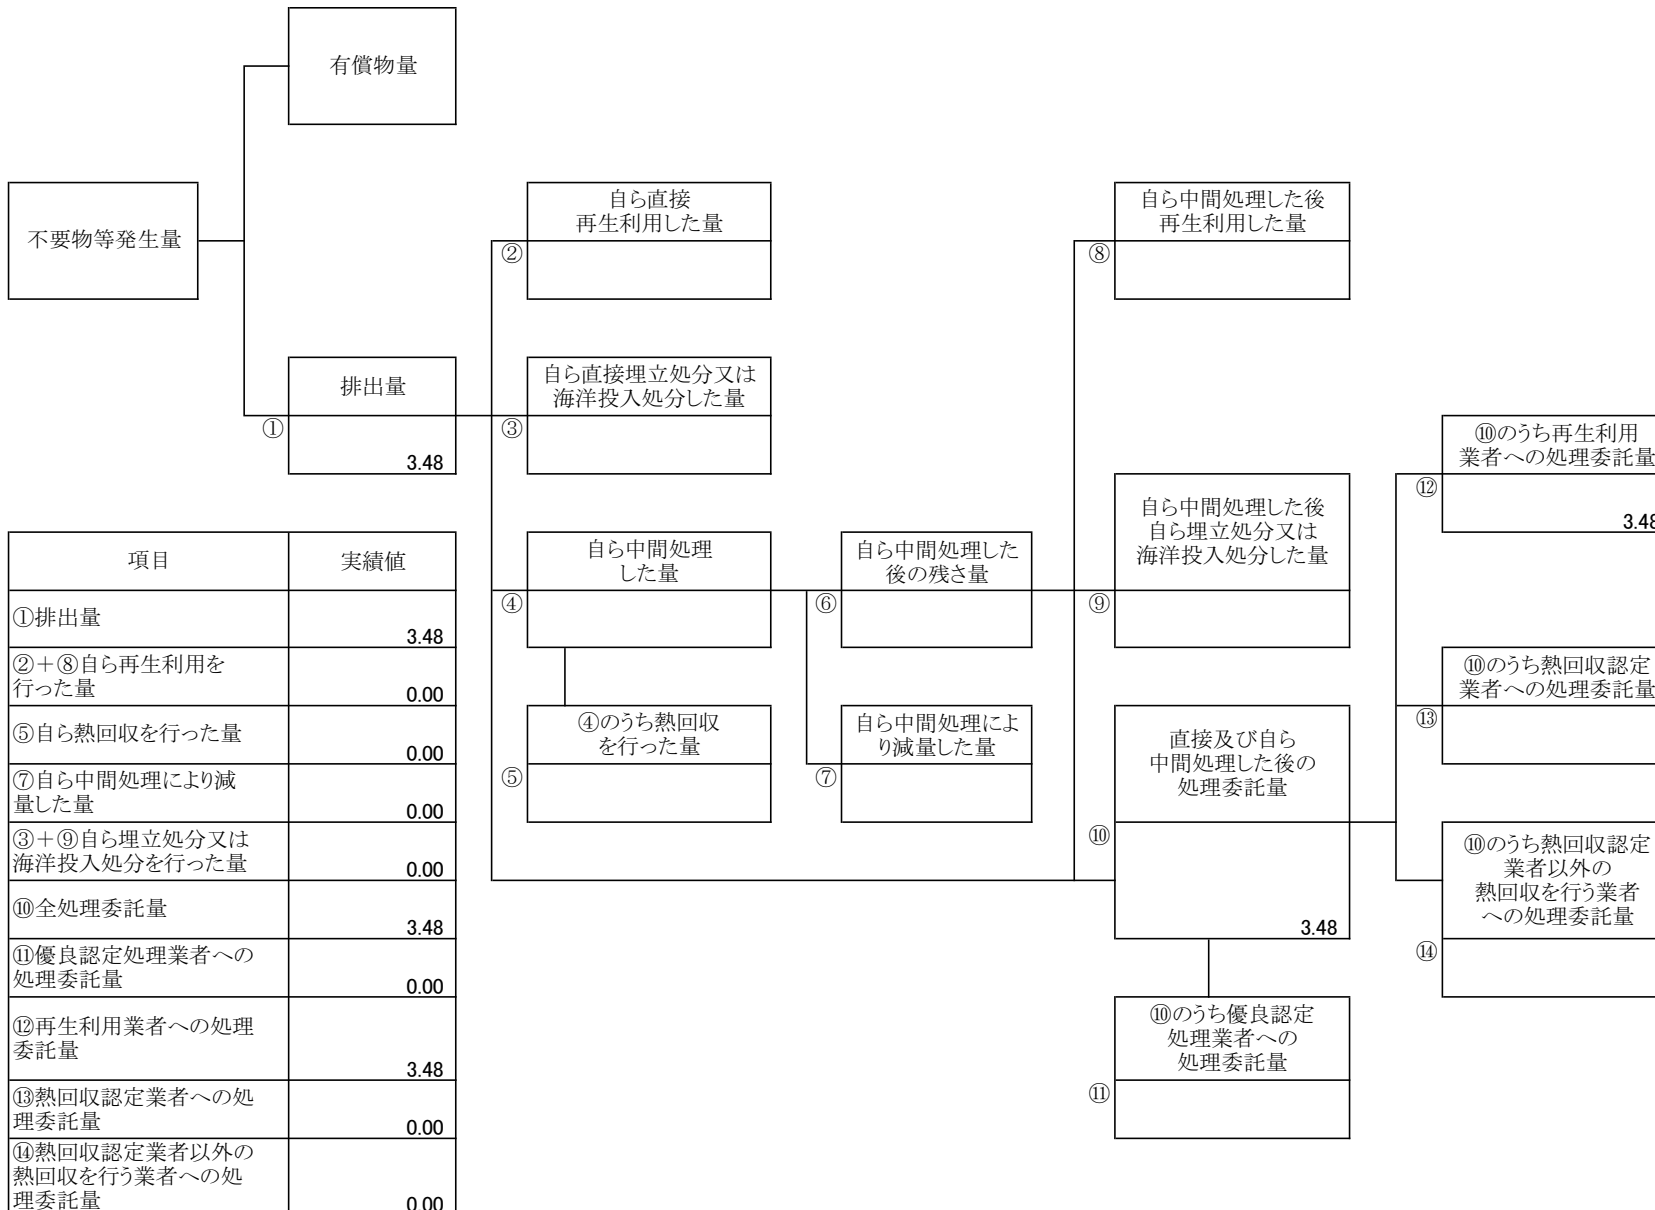 有償物量
不要物等発生量
排出量
①
3.48
自ら直接
再生利用した量
②
自ら直接埋立処分又は
海洋投入処分した量
③
自ら中間処理
した量
④
④のうち熱回収
を行った量
⑤
自ら中間処理した
後の残さ量
⑥
自ら中間処理によ
り減量した量
⑦
自ら中間処理した後
再生利用した量
⑧
自ら中間処理した後
自ら埋立処分又は
海洋投入処分した量
⑨
直接及び自ら
中間処理した後の
処理委託量
⑩
3.48
⑩のうち優良認定
処理業者への
処理委託量
⑪
⑩のうち再生利用
業者への処理委託量
⑫
3.48
⑩のうち熱回収認定
業者への処理委託量
⑬
⑩のうち熱回収認定
業者以外の
熱回収を行う業者
への処理委託量
⑭
項目 実績値
①排出量
3.48
②＋⑧自ら再生利用を
行った量
0.00
⑤自ら熱回収を行った量
0.00
⑦自ら中間処理により減
量した量
0.00
③＋⑨自ら埋立処分又は
海洋投入処分を行った量
0.00
⑩全処理委託量
3.48
⑪優良認定処理業者への
処理委託量
0.00
⑫再生利用業者への処理
委託量
3.48
⑬熱回収認定業者への処
理委託量
0.00
⑭熱回収認定業者以外の
熱回収を行う業者への処
理委託量
0.00